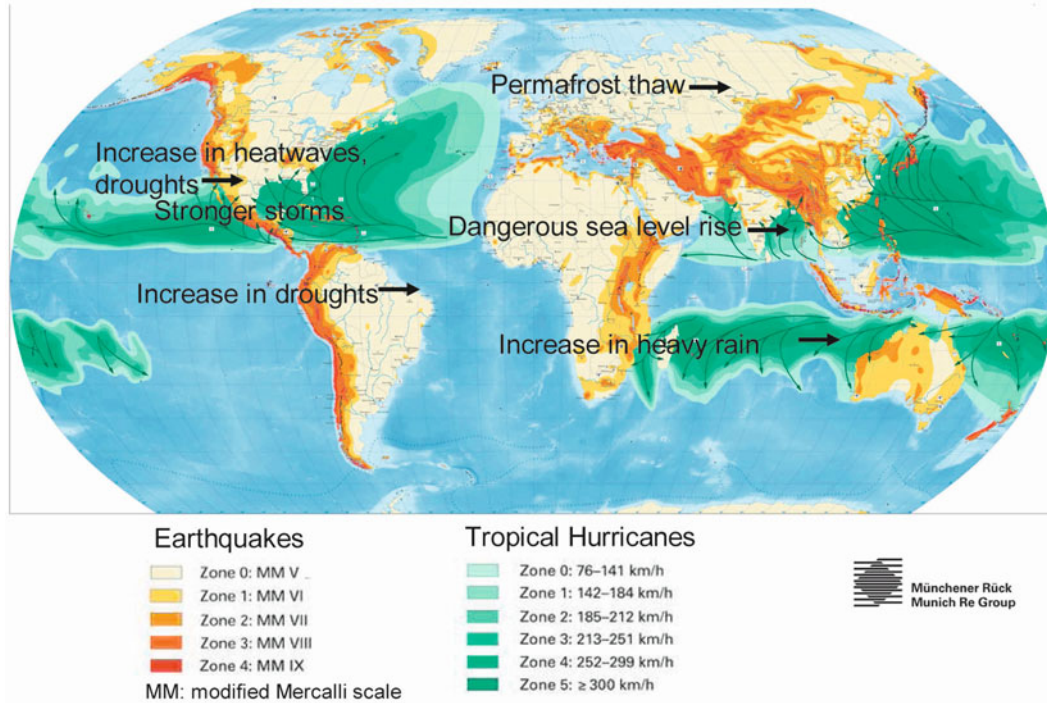 Permafrost thaw
Increase in heatwaves,
droughts
Stronger storms
Dangerous sea level rise
Increase in droughts
Increase in heavy rain
Earthquakes
Zone 0: MM V
Zone 1: MM VI
Zone 2: MM VII
Zone 3: MM VIII
Zone 4: MM IX
MM: modified Mercalli scale
Tropical Hurricanes
Zone 0: 76–141 km/h
Zone 1: 142–184 km/h
Zone 2: 185–212 km/h
Zone 3: 213–251 km/h
Zone 4: 252–299 km/h
Zone 5: ≥ 300 km/h
Münchener Rück
Munich Re Group